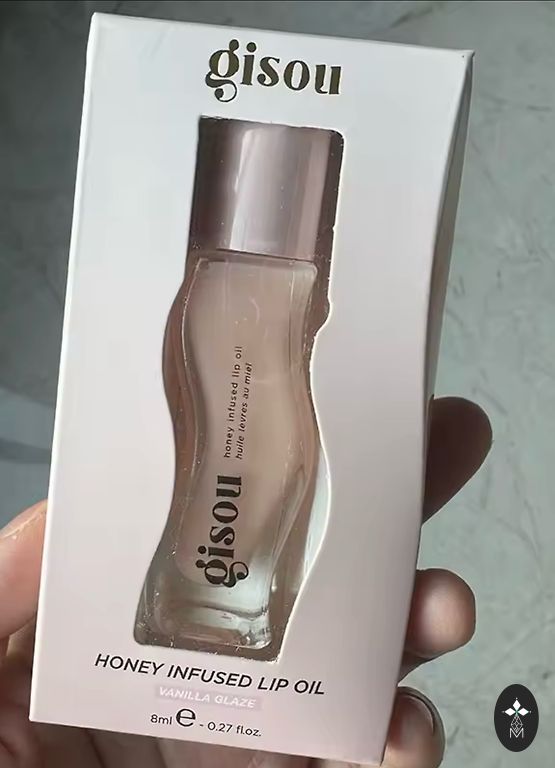 gisou
honey infused lip oil
huile lèvres au miel
gisou
HONEY INFUSED LIP OIL
VANILLA GLAZE
8ml e - 0.27 fl.oz.
M